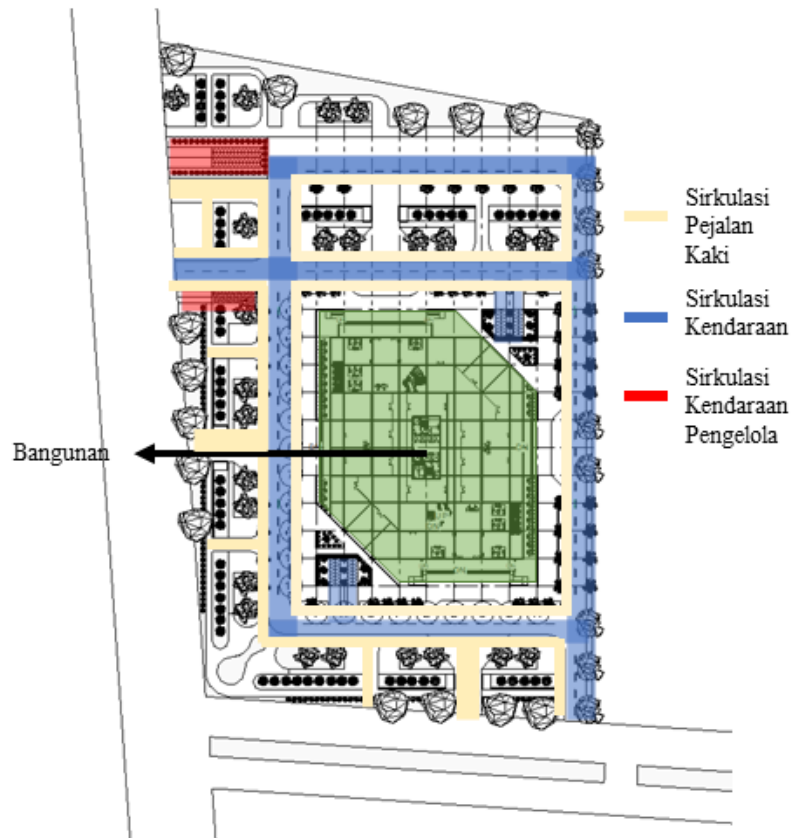 Sirkulasi
Pejalan
Kaki
Sirkulasi
Kendaraan
Sirkulasi
Kendaraan
Pengelola
Bangunan